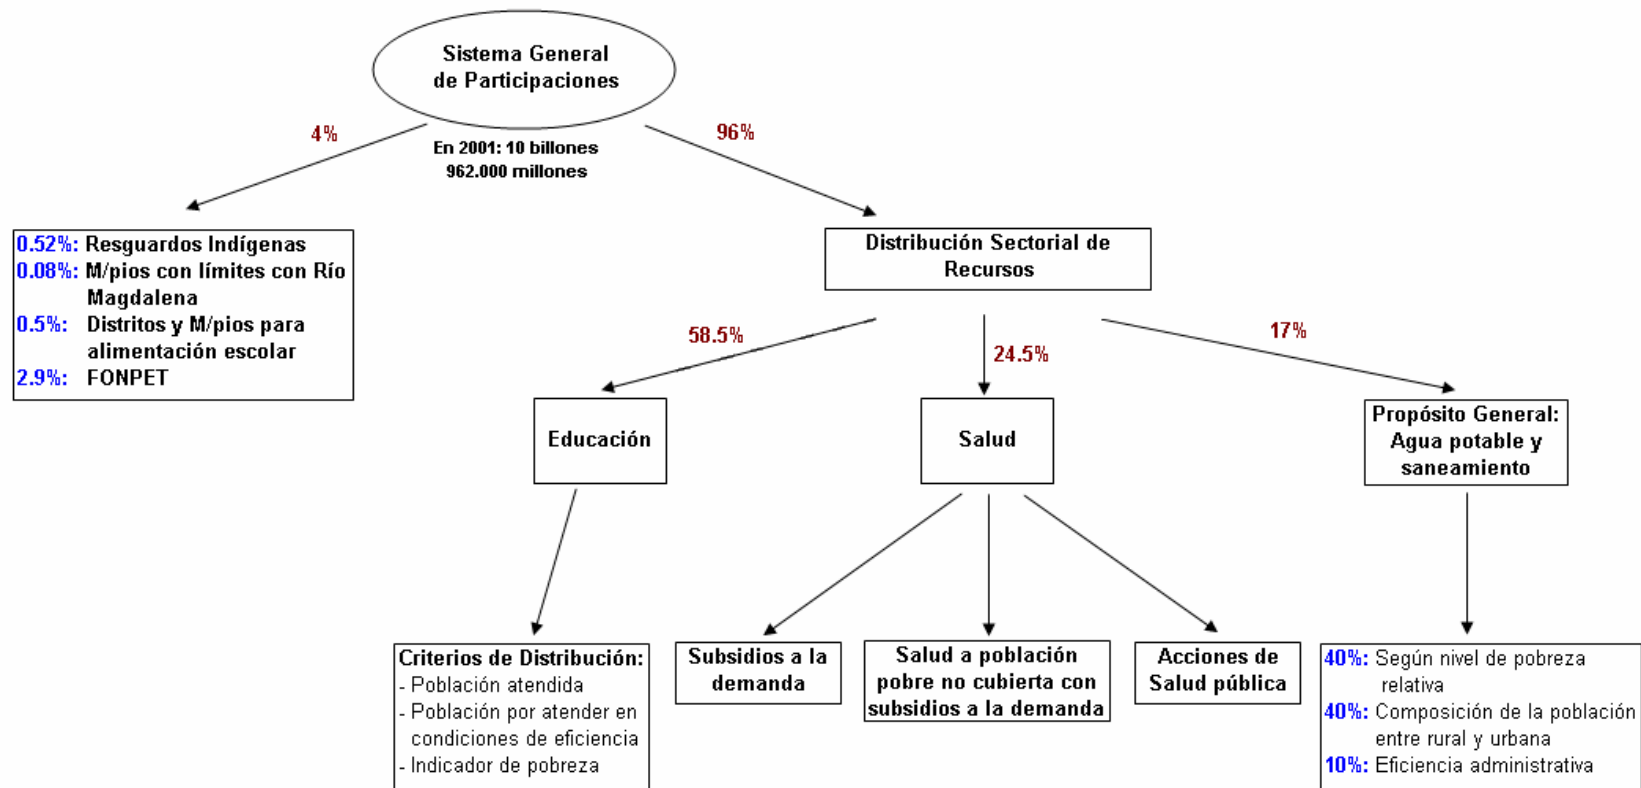 Sistema General
de Participaciones
4%
96%
En 2001: 10 billones
962.000 millones
0.52%: Resguardos Indígenas
0.08%: M/pios con límites con Río
Magdalena
0.5%: Distritos y M/pios para
alimentación escolar
2.9%: FONPET
Distribución Sectorial de
Recursos
58.5%
24.5%
17%
Educación
Salud
Propósito General:
Agua potable y
saneamiento
Criterios de Distribución:
- Población atendida
- Población por atender en
condiciones de eficiencia
- Indicador de pobreza
Subsidios a la
demanda
Salud a población
pobre no cubierta con
subsidios a la demanda
Acciones de
Salud pública
40%: Según nivel de pobreza
relativa
40%: Composición de la población
entre rural y urbana
10%: Eficiencia administrativa